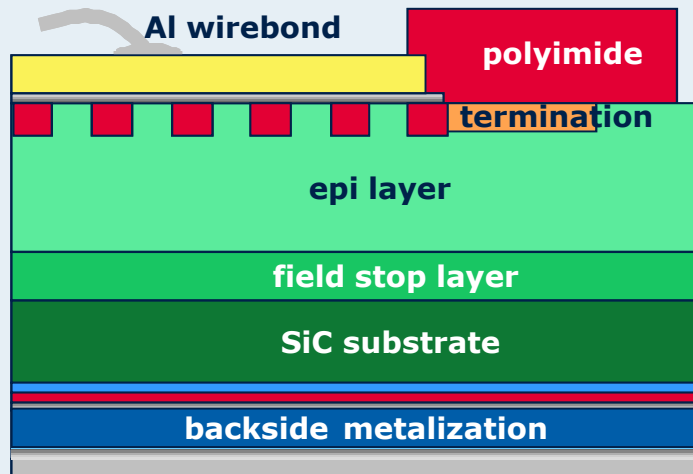 Al wirebond
polyimide
termination
epi layer
field stop layer
SiC substrate
backside metalization